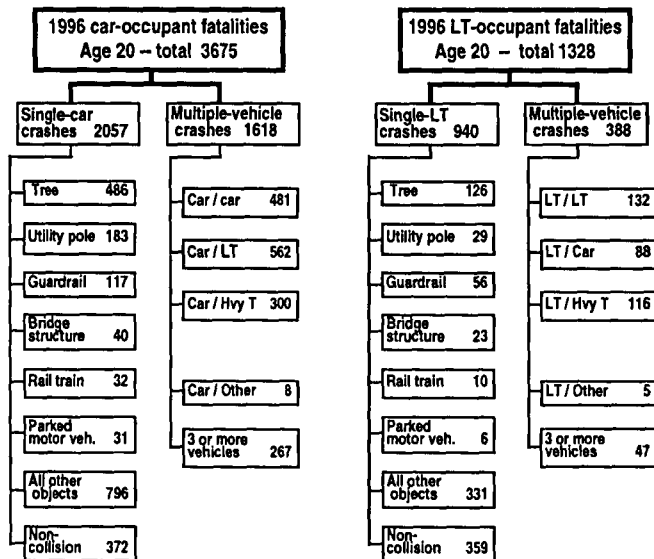 1996 car-occupant fatalities
Age 20 – total 3675
Single-car
crashes 2057
Tree 486
Utility pole 183
Guardrail 117
Bridge
structure 40
Rail train 32
Parked
motor veh. 31
All other
objects 796
Non-
collision 372
Multiple-vehicle
crashes 1618
Car / car 481
Car / LT 562
Car / Hvy T 300
Car / Other 8
3 or more
vehicles 267
1996 LT-occupant fatalities
Age 20 – total 1328
Single-LT
crashes 940
Tree 126
Utility pole 29
Guardrail 56
Bridge
structure 23
Rail train 10
Parked
motor veh. 6
All other
objects 331
Non-
collision 359
Multiple-vehicle
crashes 388
LT / LT 132
LT / Car 88
LT / Hvy T 116
LT / Other 5
3 or more
vehicles 47